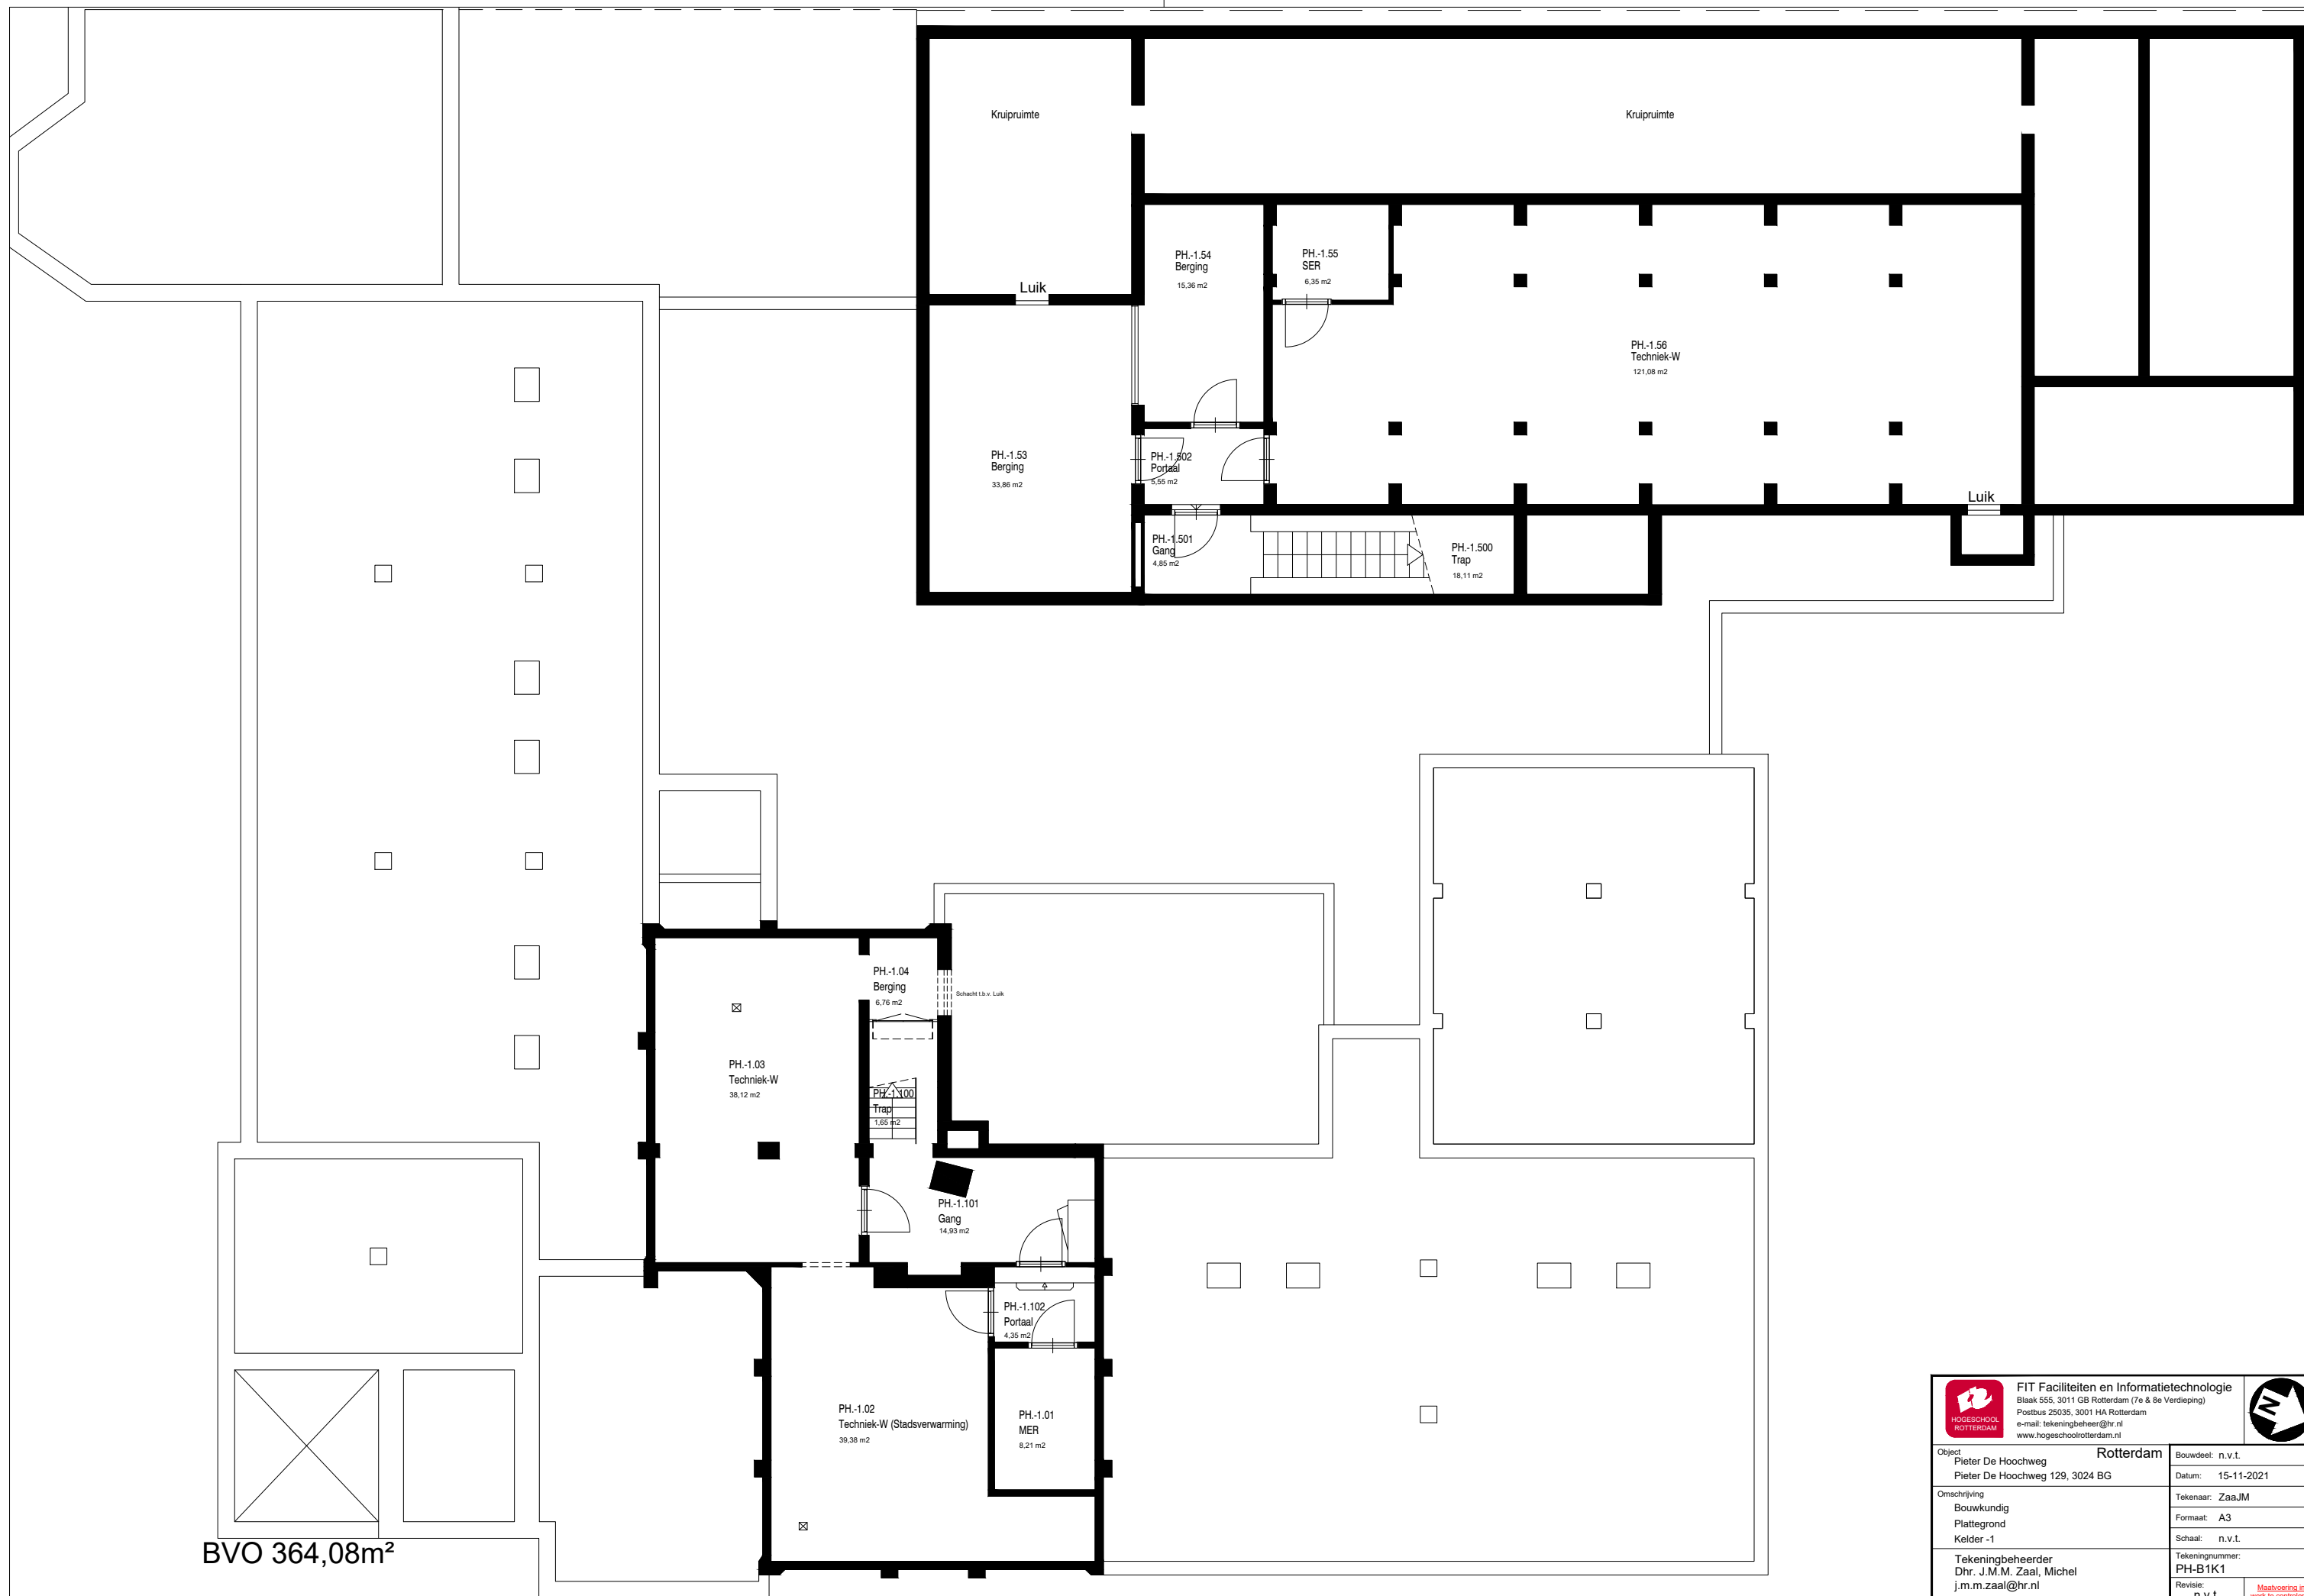 Kruipruimte
Kruipruimte
PH.-1.54
Berging
15,36 m2
PH.-1.55
SER
6,35 m2
Luik
PH.-1.56
Techniek-W
121,08 m2
PH.-1.53
Berging
33,86 m2
PH.-1.502
Portaal
5,55 m2
Luik
PH.-1.501
Gang
4,85 m2
PH.-1.500
Trap
18,11 m2
PH.-1.04
Berging
6,76 m2
Schacht t.b.v. Luik
PH.-1.03
Techniek-W
38,12 m2
PH.-1.100
Trap
1,65 m2
PH.-1.101
Gang
14,93 m2
PH.-1.102
Portaal
4,35 m2
PH.-1.02
Techniek-W (Stadsverwarming)
39,38 m2
PH.-1.01
MER
8,21 m2
BVO 364,08m²
HOGESCHOOL
ROTTERDAM
FIT Faciliteiten en Informatietechnologie
Blaak 555, 3011 GB Rotterdam (7e & 8e Verdieping)
Postbus 25035, 3001 HA Rotterdam
e-mail: tekeningbeheer@hr.nl
www.hogeschoolrotterdam.nl
N
Object
Rotterdam
Pieter De Hoochweg
Pieter De Hoochweg 129, 3024 BG
Bouwdeel: n.v.t.
Datum: 15-11-2021
Omschrijving
Bouwkundig
Plattegrond
Kelder -1
Tekenaar: ZaaJM
Formaat: A3
Schaal: n.v.t.
Tekeningbeheerder
Dhr. J.M.M. Zaal, Michel
j.m.m.zaal@hr.nl
Tekeningnummer:
PH-B1K1
Revisie:
n.v.t.
Maatvoering in